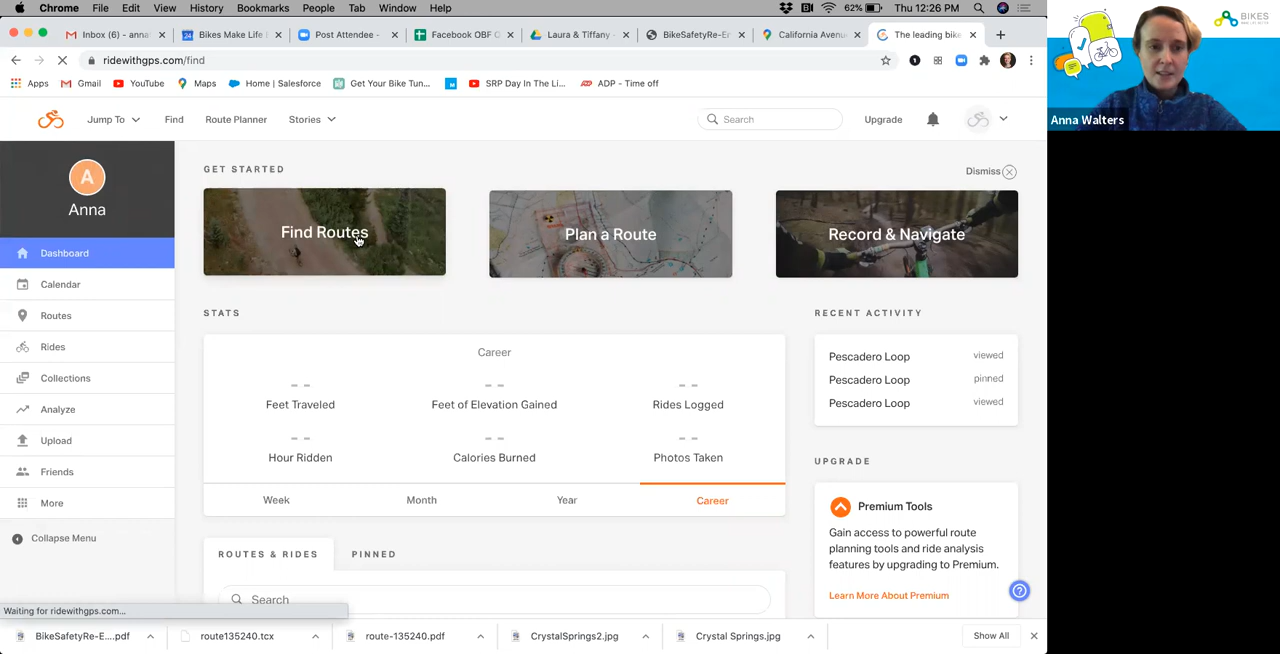 Chrome File Edit View History Bookmarks People Tab Window Help 62% Thu 12:26 PM
Inbox (6) - anna Bikes Make Life Post Attendee - Facebook OBF Laura & Tiffany - BikeSafetyRe-En California Avenu The leading bike
ridewithgps.com/find
Apps Gmail YouTube Maps Home | Salesforce Get Your Bike Tun... SRP Day In The Li... ADP - Time off
Jump To Find Route Planner Stories Search Upgrade
A
Anna
Dashboard
Calendar
Routes
Rides
Collections
Analyze
Upload
Friends
More
Collapse Menu
GET STARTED Dismiss
Find Routes Plan a Route Record & Navigate
STATS
Career
-- -- --
Feet Traveled Feet of Elevation Gained Rides Logged
-- -- --
Hour Ridden Calories Burned Photos Taken
Week Month Year Career
ROUTES & RIDES PINNED
Search
RECENT ACTIVITY
Pescadero Loop viewed
Pescadero Loop pinned
Pescadero Loop viewed
UPGRADE
Premium Tools
Gain access to powerful route
planning tools and ride analysis
features by upgrading to Premium.
Learn More About Premium
Waiting for ridewithgps.com...
BikeSafetyRe-E....pdf route135240.tcx route-135240.pdf CrystalSprings2.jpg Crystal Springs.jpg Show All
BIKES
Anna Walters